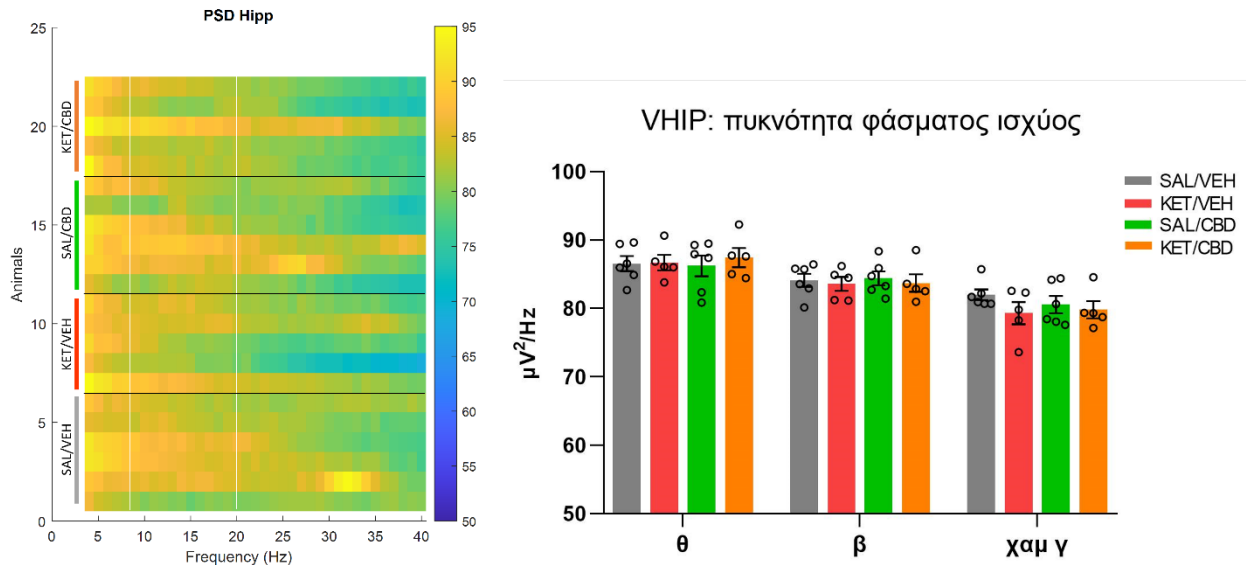 PSD Hipp
25
20
15
10
5
0
Animals
KET/CBD
SAL/CBD
KET/VEH
SAL/VEH
5 10 15 20 25 30 35 40
Frequency (Hz)
95
90
85
80
75
70
65
60
55
50
VHIP: πυκνότητα φάσματος ισχύος
μV²/Hz
100
90
80
70
60
50
θ β χαμ γ
SAL/VEH
KET/VEH
SAL/CBD
KET/CBD